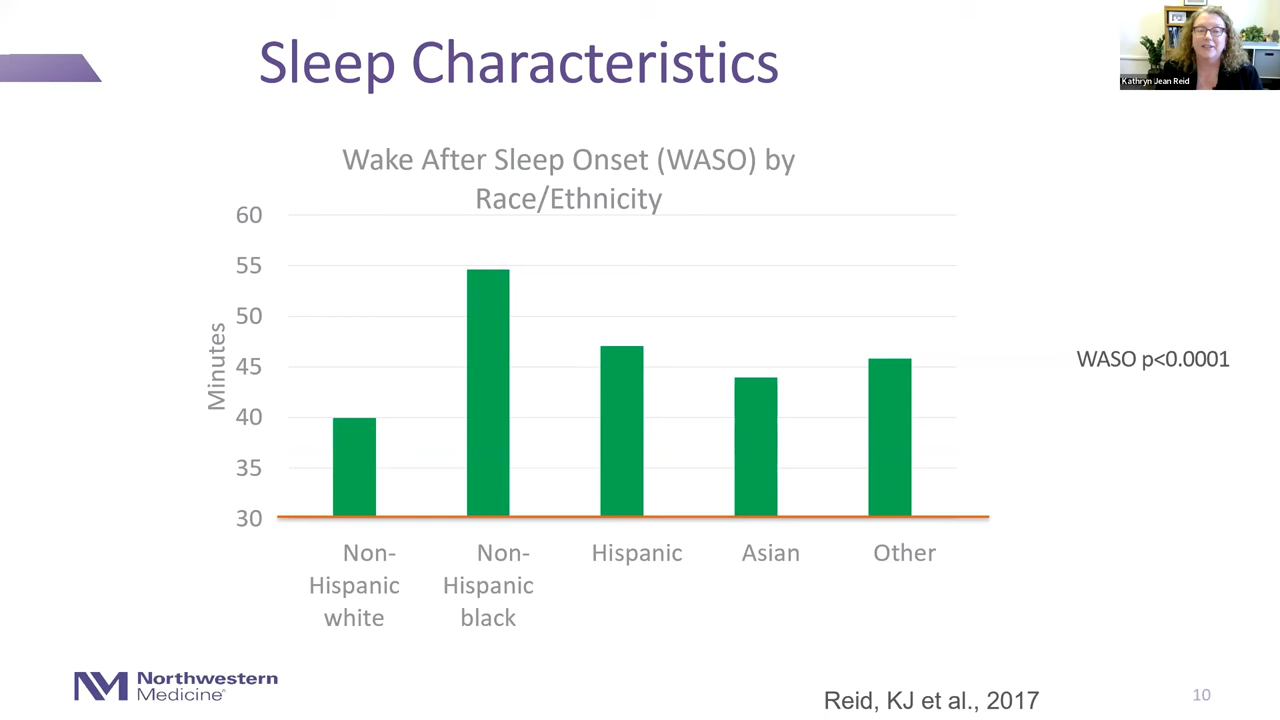 Sleep Characteristics
Kathryn Jean Reid
Wake After Sleep Onset (WASO) by
Race/Ethnicity
60
55
50
45
40
35
30
Minutes
WASO p<0.0001
Non-
Hispanic
white
Non-
Hispanic
black
Hispanic
Asian
Other
Northwestern
Medicine®
Reid, KJ et al., 2017
10